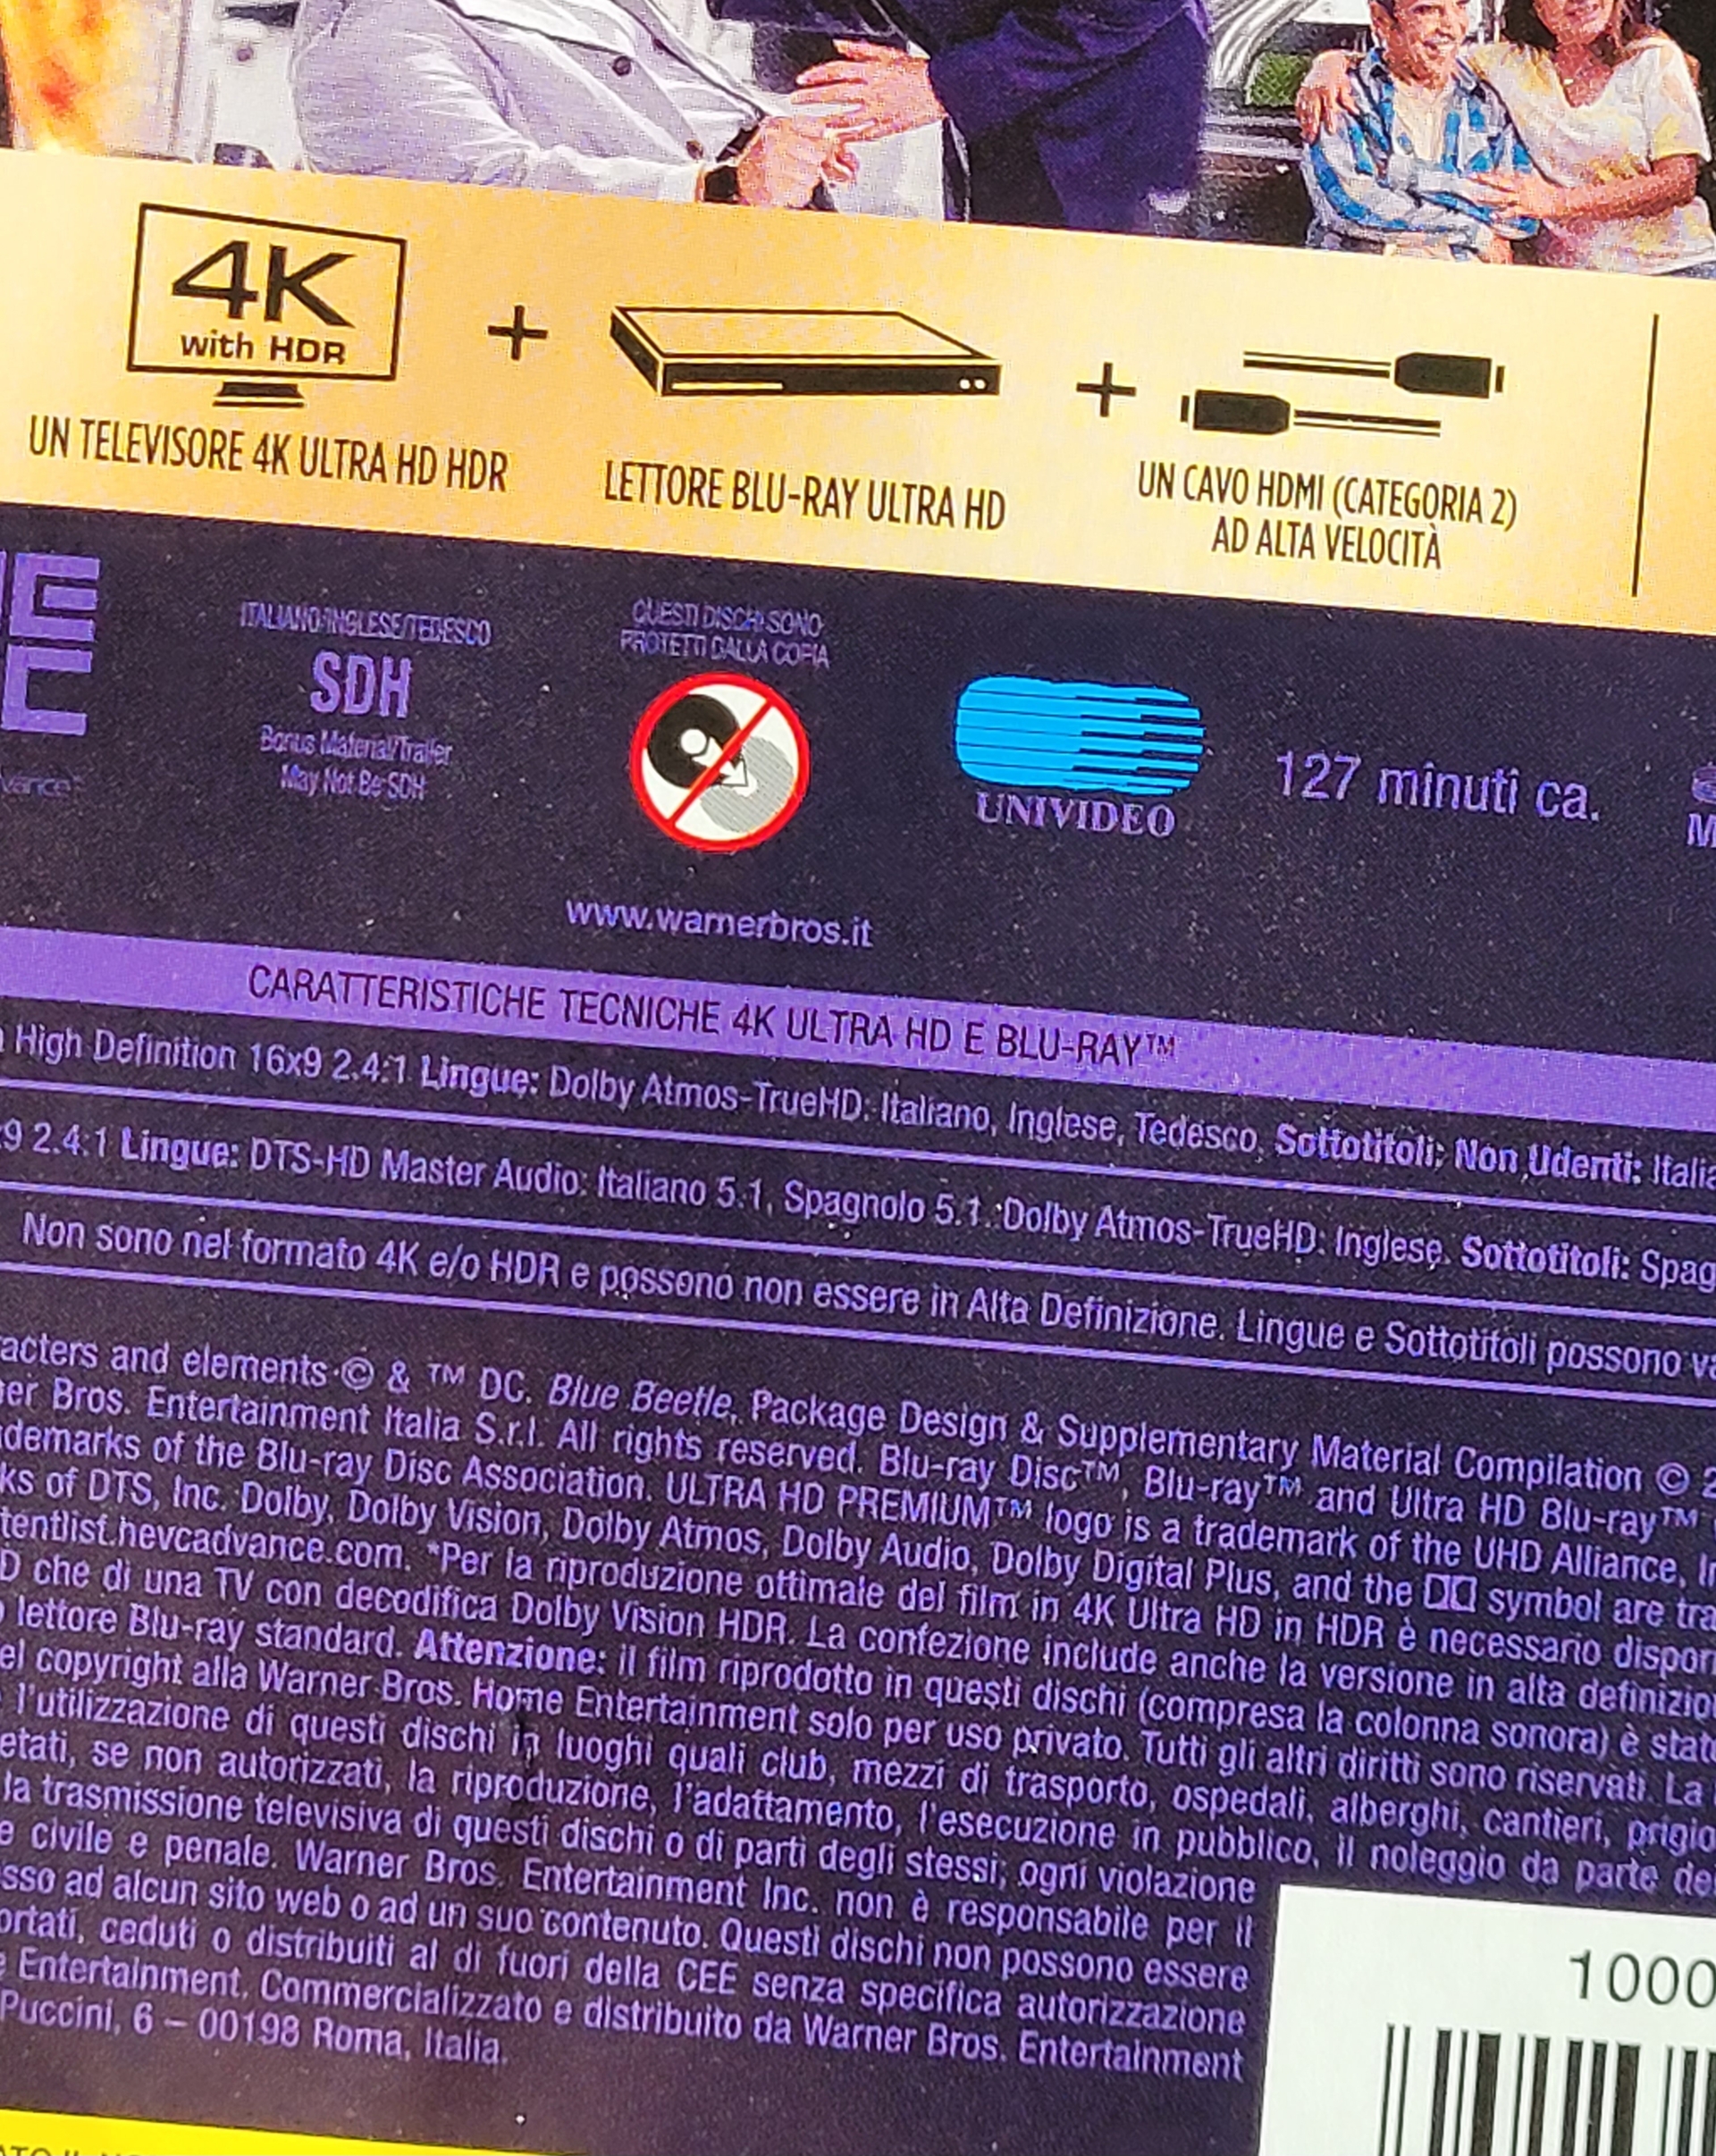 4K
with HDR
+
+
UN TELEVISORE 4K ULTRA HD HDR
LETTORE BLU-RAY ULTRA HD
UN CAVO HDMI (CATEGORIA 2)
AD ALTA VELOCITÀ
E
C
ITALIANO/INGLESE/TEDESCO
SDH
Bonus Material/Trailer
May Not Be SDH
QUESTI DISCHI SONO
PROTETTI DALLA COPIA
UNIVIDEO
127 minuti ca.
M
www.warnerbros.it
CARATTERISTICHE TECNICHE 4K ULTRA HD E BLU-RAY™
High Definition 16x9 2.4:1 Lingue: Dolby Atmos-TrueHD: Italiano, Inglese, Tedesco, Sottotitoli: Non Udenti: Italia
9 2.4:1 Lingue: DTS-HD Master Audio: Italiano 5.1, Spagnolo 5.1. Dolby Atmos-TrueHD: Inglese. Sottotitoli: Spag
Non sono nel formato 4K e/o HDR e possono non essere in Alta Definizione. Lingue e Sottotitoli possono va
acters and elements © & ™ DC. Blue Beetle, Package Design & Supplementary Material Compilation © 2
er Bros. Entertainment Italia S.r.l. All rights reserved. Blu-ray Disc™, Blu-ray™ and Ultra HD Blu-ray™
demarks of the Blu-ray Disc Association. ULTRA HD PREMIUM™ logo is a trademark of the UHD Alliance, In
ks of DTS, Inc. Dolby, Dolby Vision, Dolby Atmos, Dolby Audio, Dolby Digital Plus, and the symbol are tra
tentlist.hevcadvance.com. *Per la riproduzione ottimale del film in 4K Ultra HD in HDR è necessario dispor
D che di una TV con decodifica Dolby Vision HDR. La confezione include anche la versione in alta definizio
lettore Blu-ray standard. Attenzione: il film riprodotto in questi dischi (compresa la colonna sonora) è stato
el copyright alla Warner Bros. Home Entertainment solo per uso privato. Tutti gli altri diritti sono riservati. La
l'utilizzazione di questi dischi in luoghi quali club, mezzi di trasporto, ospedali, alberghi, cantieri, prigio
etati, se non autorizzati, la riproduzione, l'adattamento, l'esecuzione in pubblico, il noleggio da parte de
la trasmissione televisiva di questi dischi o di parti degli stessi; ogni violazione
e civile e penale. Warner Bros. Entertainment Inc. non è responsabile per il
sso ad alcun sito web o ad un suo contenuto. Questi dischi non possono essere
ortati, ceduti o distribuiti al di fuori della CEE senza specifica autorizzazione
Entertainment. Commercializzato e distribuito da Warner Bros. Entertainment
Puccini, 6 – 00198 Roma, Italia.
1000